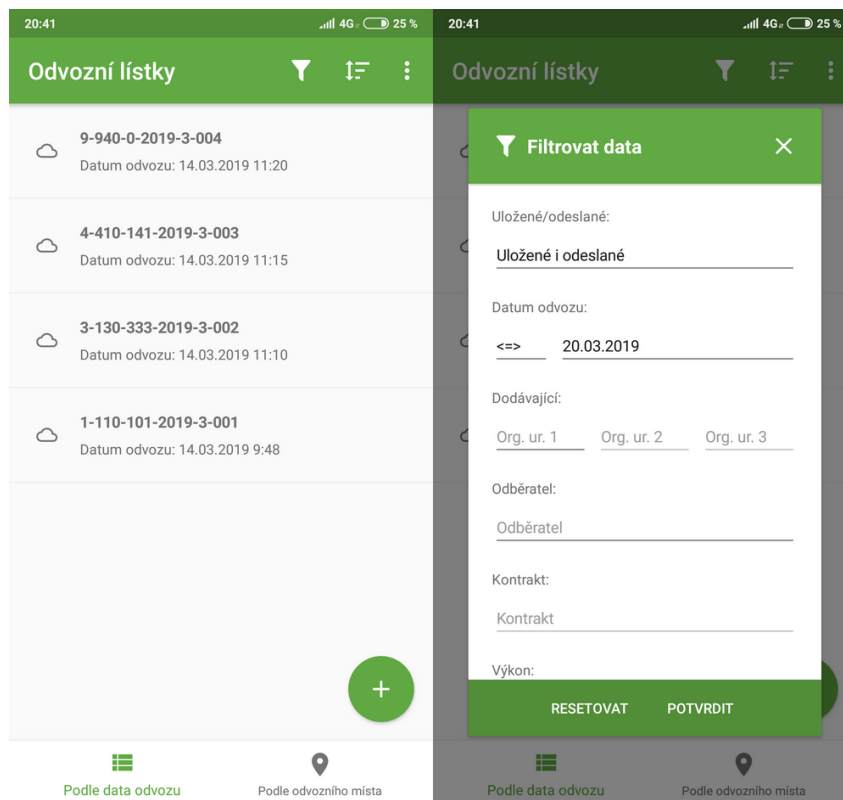 20:41
4G 25 %
Odvozní lístky
9-940-0-2019-3-004
Datum odvozu: 14.03.2019 11:20
4-410-141-2019-3-003
Datum odvozu: 14.03.2019 11:15
3-130-333-2019-3-002
Datum odvozu: 14.03.2019 11:10
1-110-101-2019-3-001
Datum odvozu: 14.03.2019 9:48
+
Podle data odvozu
Podle odvozního místa
20:41
4G 25 %
Odvozní lístky
Filtrovat data
Uložené/odeslané:
Uložené i odeslané
Datum odvozu:
<=> 20.03.2019
Dodávající:
Org. ur. 1 Org. ur. 2 Org. ur. 3
Odběratel:
Odběratel
Kontrakt:
Kontrakt
Výkon:
RESETOVAT POTVRDIT
Podle data odvozu
Podle odvozního místa